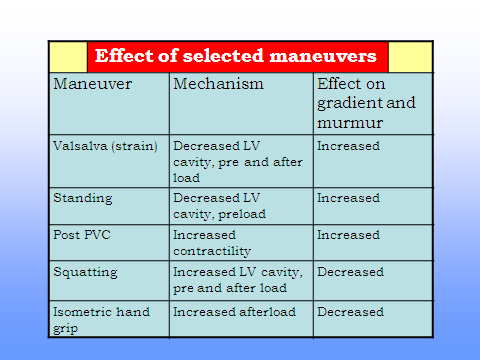 Effect of selected maneuvers
Maneuver
Mechanism
Effect on
gradient and
murmur
Valsalva (strain)
Decreased LV
cavity, pre and after
load
Increased
Standing
Decreased LV
cavity, preload
Increased
Post PVC
Increased
contractility
Increased
Squatting
Increased LV cavity,
pre and after load
Decreased
Isometric hand
grip
Increased afterload
Decreased